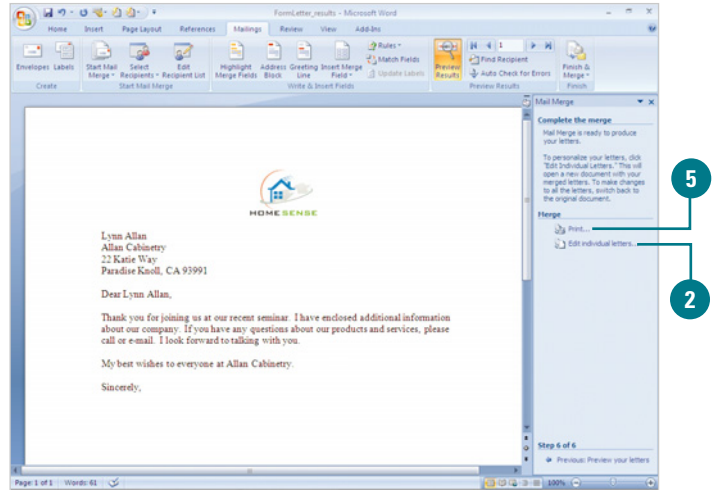 FormLetter_results - Microsoft Word
Home Insert Page Layout References Mailings Review View Add-Ins
Envelopes Labels
Create
Start Mail Merge
Select Recipients
Edit Recipient List
Start Mail Merge
Highlight Merge Fields
Address Block
Greeting Line
Insert Merge Field
Rules
Match Fields
Update Labels
Write & Insert Fields
Preview Results
1
Find Recipient
Auto Check for Errors
Preview Results
Finish & Merge
Finish
HOMESENSE
Lynn Allan
Allan Cabinetry
22 Katie Way
Paradise Knoll, CA 93991
Dear Lynn Allan,
Thank you for joining us at our recent seminar. I have enclosed additional information
about our company. If you have any questions about our products and services, please
call or e-mail. I look forward to talking with you.
My best wishes to everyone at Allan Cabinetry.
Sincerely,
Mail Merge
Complete the merge
Mail Merge is ready to produce
your letters.
To personalize your letters, click
"Edit Individual Letters." This will
open a new document with your
merged letters. To make changes
to all the letters, switch back to
the original document.
Merge
Print...
Edit individual letters...
5
2
Step 6 of 6
Previous: Preview your letters
Page: 1 of 1 Words: 61
100%